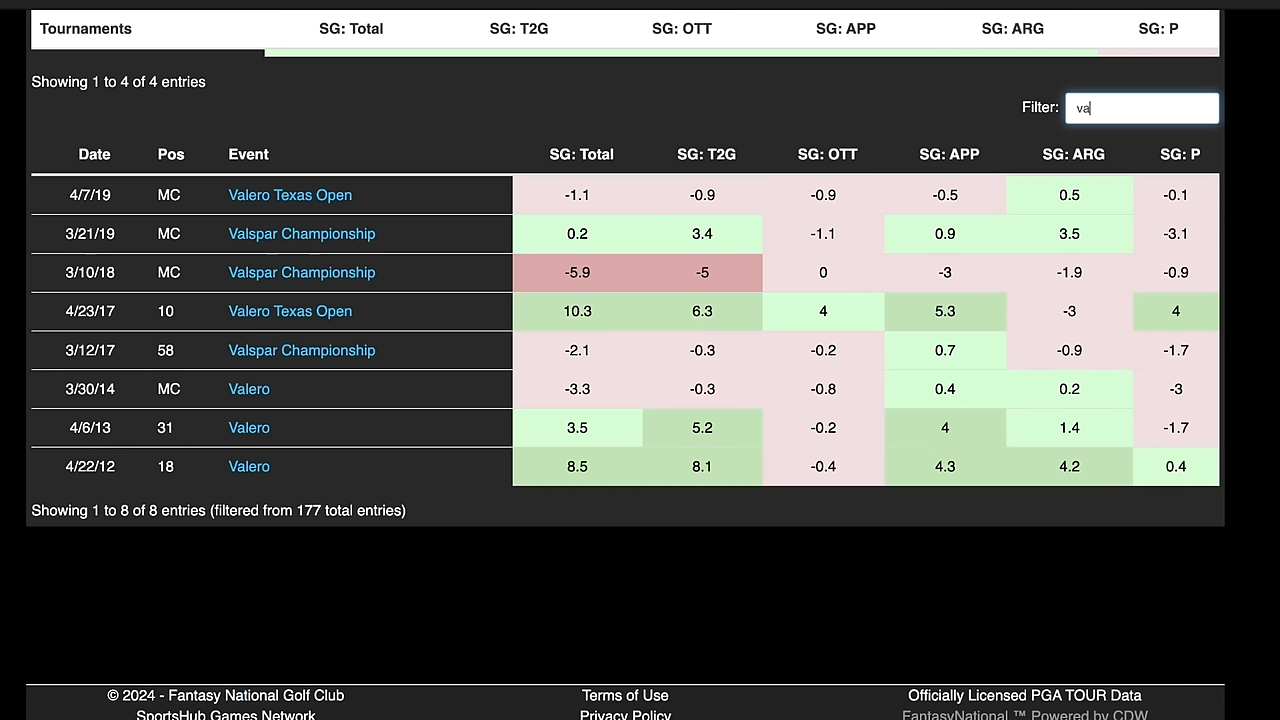 Tournaments SG: Total SG: T2G SG: OTT SG: APP SG: ARG SG: P
Showing 1 to 4 of 4 entries
Filter: va
Date Pos Event SG: Total SG: T2G SG: OTT SG: APP SG: ARG SG: P
4/7/19 MC Valero Texas Open -1.1 -0.9 -0.9 -0.5 0.5 -0.1
3/21/19 MC Valspar Championship 0.2 3.4 -1.1 0.9 3.5 -3.1
3/10/18 MC Valspar Championship -5.9 -5 0 -3 -1.9 -0.9
4/23/17 10 Valero Texas Open 10.3 6.3 4 5.3 -3 4
3/12/17 58 Valspar Championship -2.1 -0.3 -0.2 0.7 -0.9 -1.7
3/30/14 MC Valero -3.3 -0.3 -0.8 0.4 0.2 -3
4/6/13 31 Valero 3.5 5.2 -0.2 4 1.4 -1.7
4/22/12 18 Valero 8.5 8.1 -0.4 4.3 4.2 0.4
Showing 1 to 8 of 8 entries (filtered from 177 total entries)
© 2024 - Fantasy National Golf Club Terms of Use Officially Licensed PGA TOUR Data
SportsHub Games Network Privacy Policy FantasyNational ™ Powered by CDW